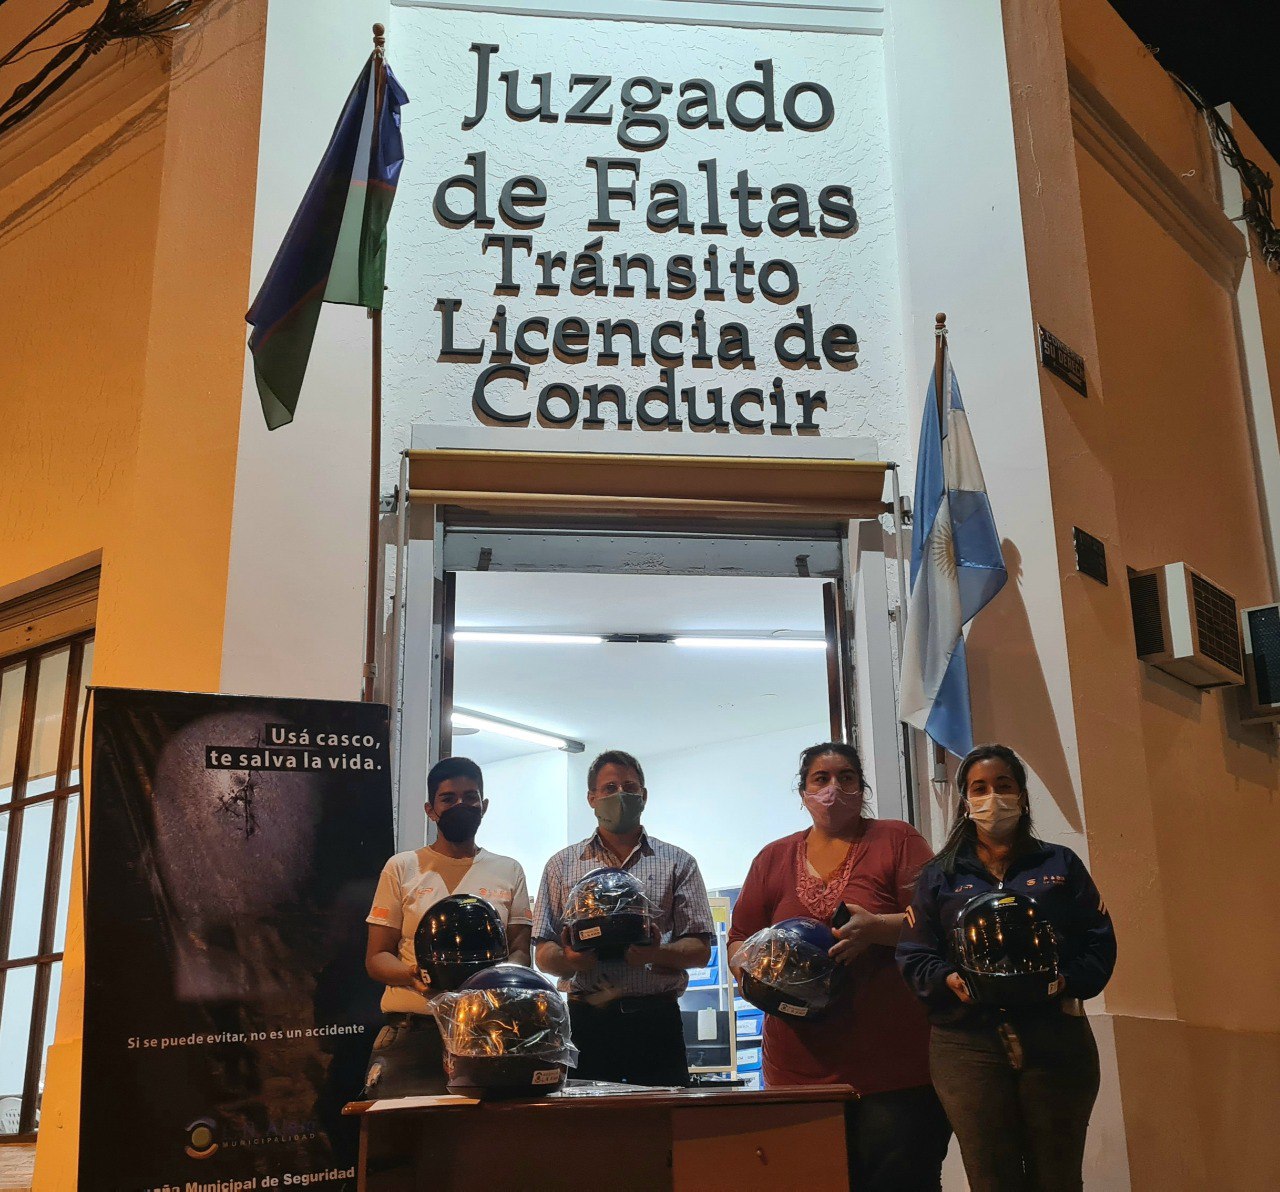 Juzgado
de Faltas
Tránsito
Licencia de
Conducir
Usá casco,
te salva la vida.
Si se puede evitar, no es un accidente
MUNICIPALIDAD
Municipal de Seguridad